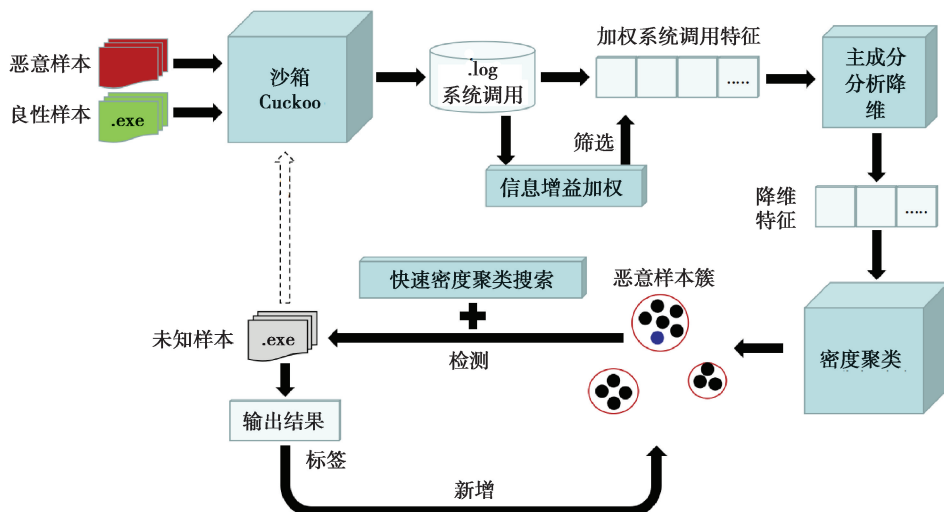 恶意样本
良性样本
.exe
沙箱
Cuckoo
.log
系统调用
加权系统调用特征
.....
主成分
分析降
维
筛选
信息增益加权
降维
特征
.....
快速密度聚类搜索
恶意样本簇
密度聚类
未知样本
.exe
检测
输出结果
标签
新增